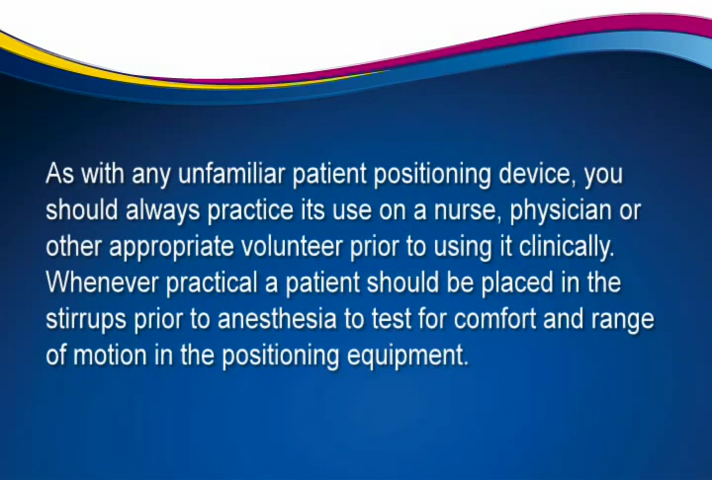 As with any unfamiliar patient positioning device, you
should always practice its use on a nurse, physician or
other appropriate volunteer prior to using it clinically.
Whenever practical a patient should be placed in the
stirrups prior to anesthesia to test for comfort and range
of motion in the positioning equipment.